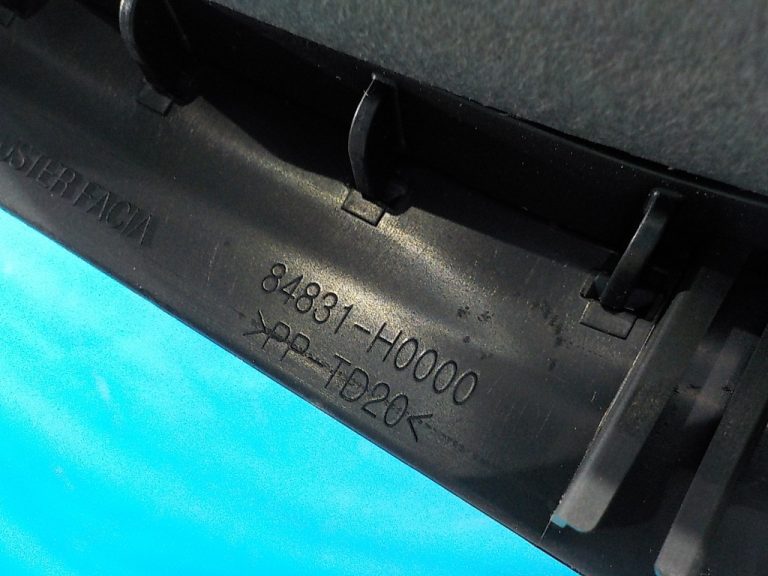 USTER FACIA
84831-H0000
>PP-TD20<